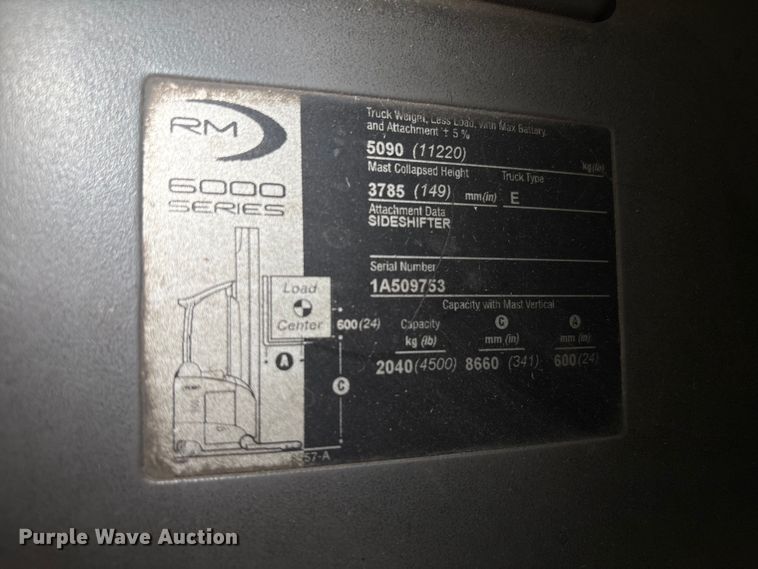 RM
6000
SERIES
Truck Weight, Less Load, with Max Battery,
and Attachment ± 5 %
5090 (11220)
kg(lb)
Mast Collapsed Height
Truck Type
3785 (149) mm(in) E
Attachment Data
SIDESHIFTER
Serial Number
1A509753
Capacity with Mast Vertical
Load
Center
600(24)
Capacity
kg (lb)
C
mm (in)
A
mm (in)
2040(4500) 8660 (341) 600(24)
A
C
Purple Wave Auction